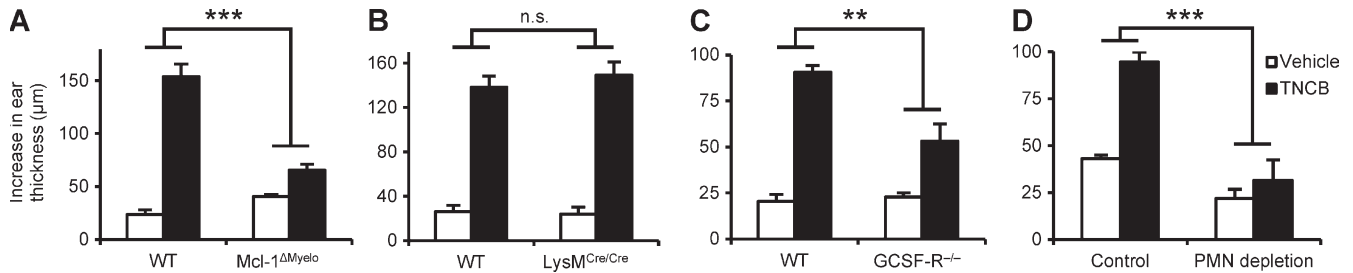 A
***
Increase in ear
thickness (μm)
150
100
50
0
WT
Mcl-1ΔMyelo
B
n.s.
160
120
80
40
0
WT
LysMCre/Cre
C
**
100
75
50
25
0
WT
GCSF-R–/–
D
***
100
75
50
25
0
Control
PMN depletion
Vehicle
TNCB